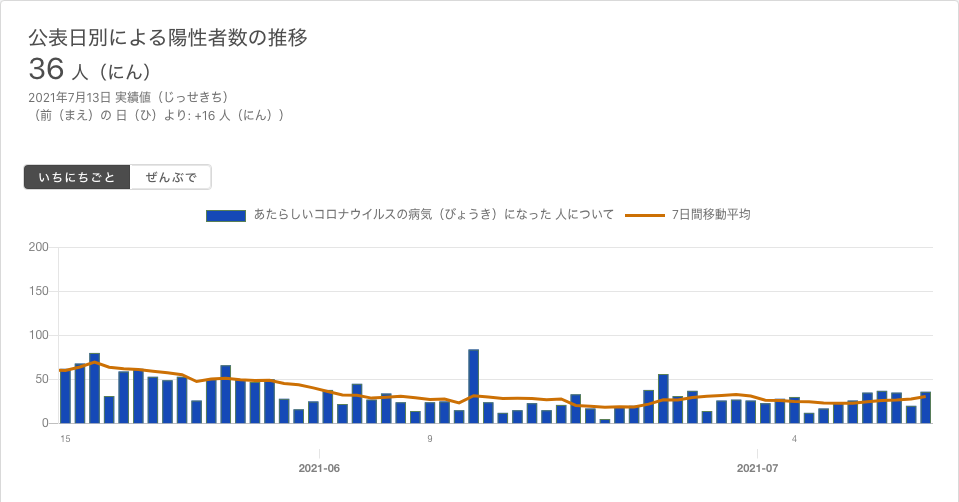 公表日別による陽性者数の推移
36 人（にん）
2021年7月13日 実績値（じっせきち）
（前（まえ）の 日（ひ）より: +16 人（にん））
いちにちごと ぜんぶで
あたらしいコロナウイルスの病気（びょうき）になった 人について 7日間移動平均
200
150
100
50
0
15 9 4
2021-06 2021-07